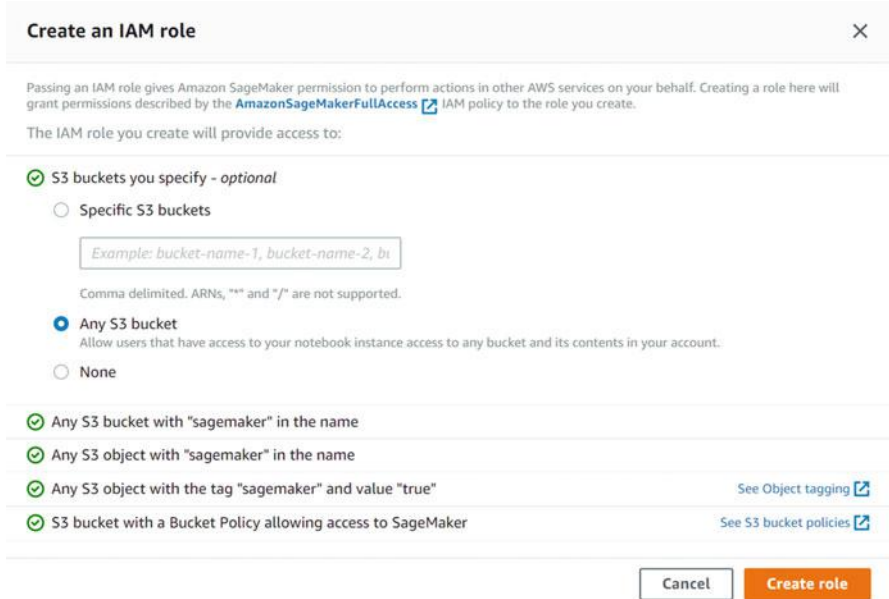 Create an IAM role
Passing an IAM role gives Amazon SageMaker permission to perform actions in other AWS services on your behalf. Creating a role here will
grant permissions described by the AmazonSageMakerFullAccess IAM policy to the role you create.
The IAM role you create will provide access to:
S3 buckets you specify - optional
Specific S3 buckets
Example: bucket-name-1, bucket-name-2, bu
Comma delimited. ARNs, "*" and "/" are not supported.
Any S3 bucket
Allow users that have access to your notebook instance access to any bucket and its contents in your account.
None
Any S3 bucket with "sagemaker" in the name
Any S3 object with "sagemaker" in the name
Any S3 object with the tag "sagemaker" and value "true" See Object tagging
S3 bucket with a Bucket Policy allowing access to SageMaker See S3 bucket policies
Cancel Create role